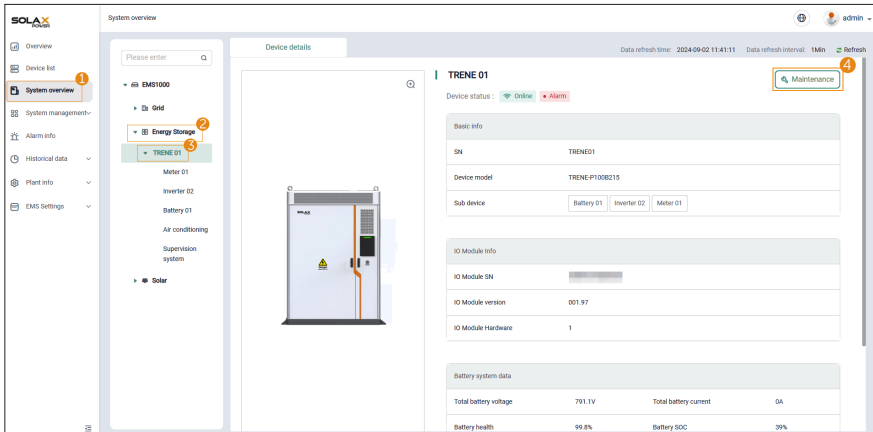 SOLAX
POWER
System overview
admin
Overview
Device list
1
System overview
System management
Alarm info
Historical data
Plant info
EMS Settings
Please enter
EMS1000
Grid
2
Energy Storage
3
TRENE 01
Meter 01
Inverter 02
Battery 01
Air conditioning
Supervision
system
Solar
Device details
Data refresh time: 2024-09-02 11:41:11 Data refresh interval: 1Min Refresh
SOLAX
TRENE 01
4
Maintenance
Device status : Online Alarm
Basic info
SN TRENE01
Device model TRENE-P100B215
Sub device Battery 01 Inverter 02 Meter 01
IO Module Info
IO Module SN
IO Module version 001.97
IO Module Hardware 1
Battery system data
Total battery voltage 791.1V Total battery current 0A
Battery health 99.8% Battery SOC 39%